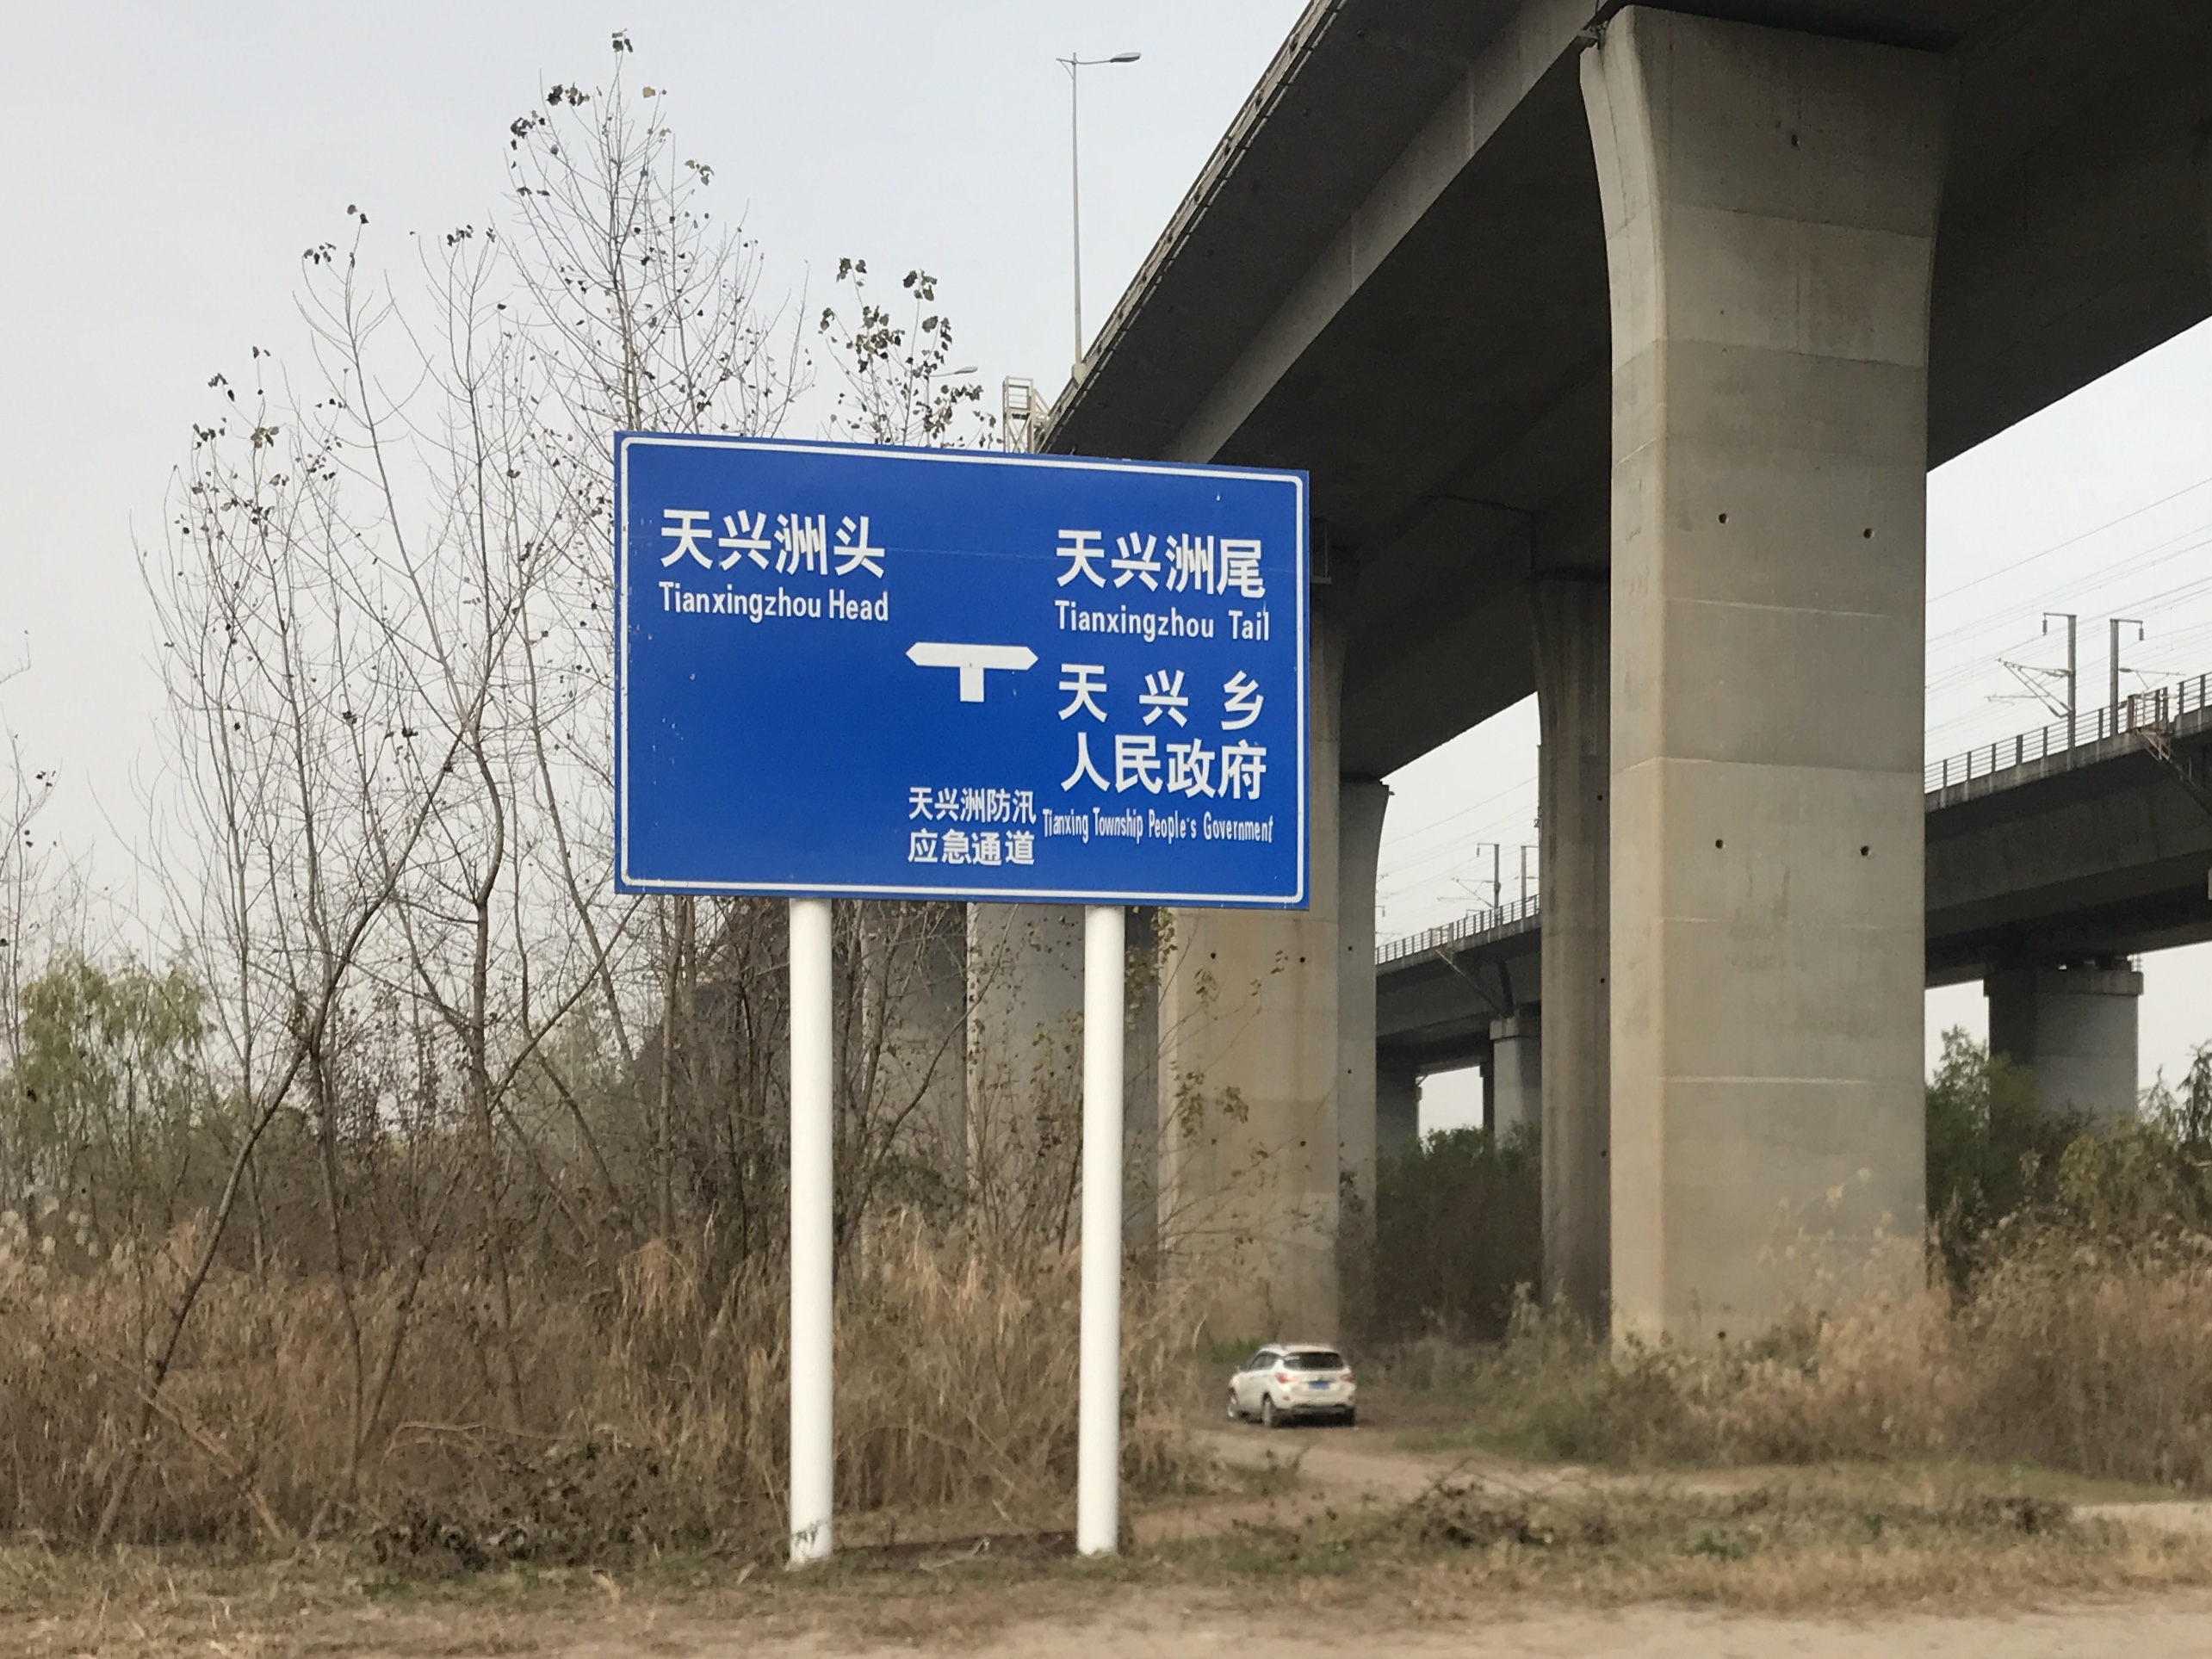 天兴洲头
Tianxingzhou Head
天兴洲尾
Tianxingzhou Tail
天兴乡
人民政府
Tianxing Township People's Government
天兴洲防汛
应急通道